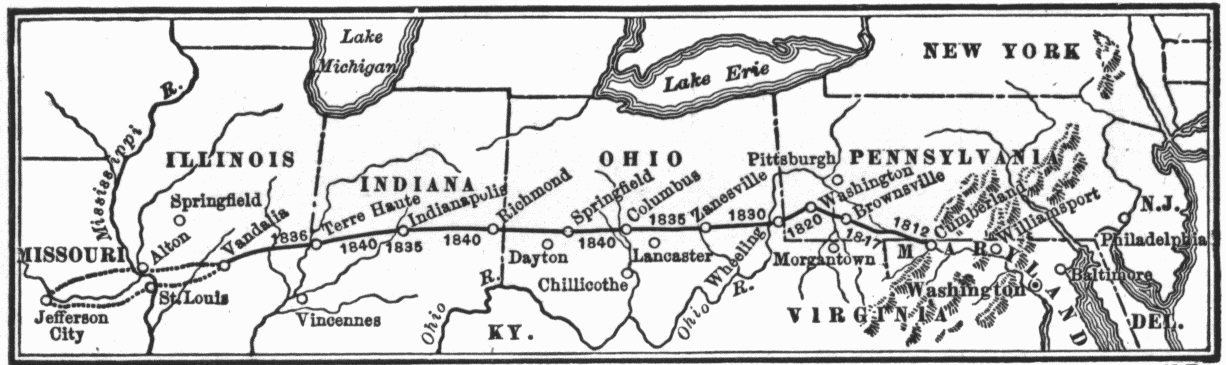 Lake
Michigan
Lake Erie
NEW YORK
Mississippi
R.
ILLINOIS
Springfield
Alton
Vandalia
MISSOURI
St. Louis
Jefferson
City
1836
INDIANA
Terre Haute
Indianapolis
1840
1835
1840
Richmond
Vincennes
OHIO
Springfield
Columbus
Zanesville
Dayton
1840
1835
1830
Lancaster
Chillicothe
Wheeling
Ohio
R.
KY.
Ohio
R.
Pittsburgh
PENNSYLVANIA
Washington
Brownsville
1820
1817
1812
Cumberland
Williamsport
Morgantown
MARYLAND
Washington
VIRGINIA
Baltimore
Philadelphia
N.J.
DEL.